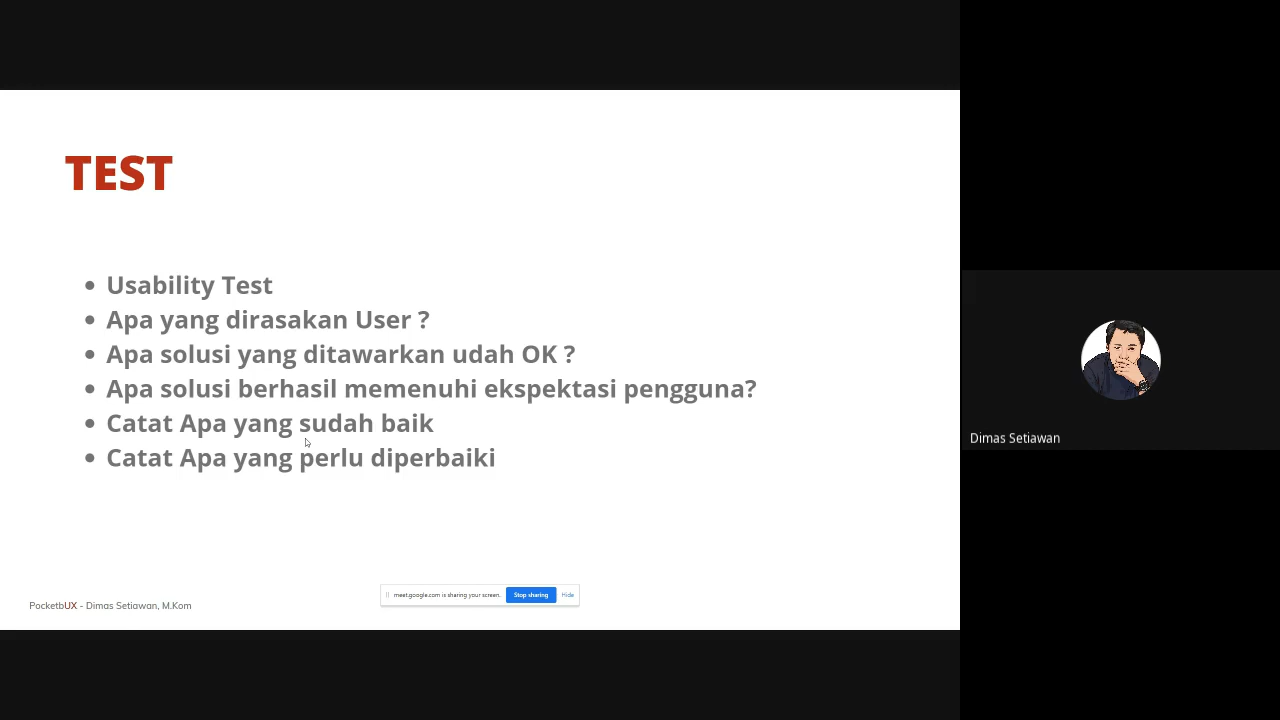 TEST
• Usability Test
• Apa yang dirasakan User ?
• Apa solusi yang ditawarkan udah OK ?
• Apa solusi berhasil memenuhi ekspektasi pengguna?
• Catat Apa yang sudah baik
• Catat Apa yang perlu diperbaiki
PocketbUX - Dimas Setiawan, M.Kom
meet.google.com is sharing your screen. Stop sharing Hide
Dimas Setiawan